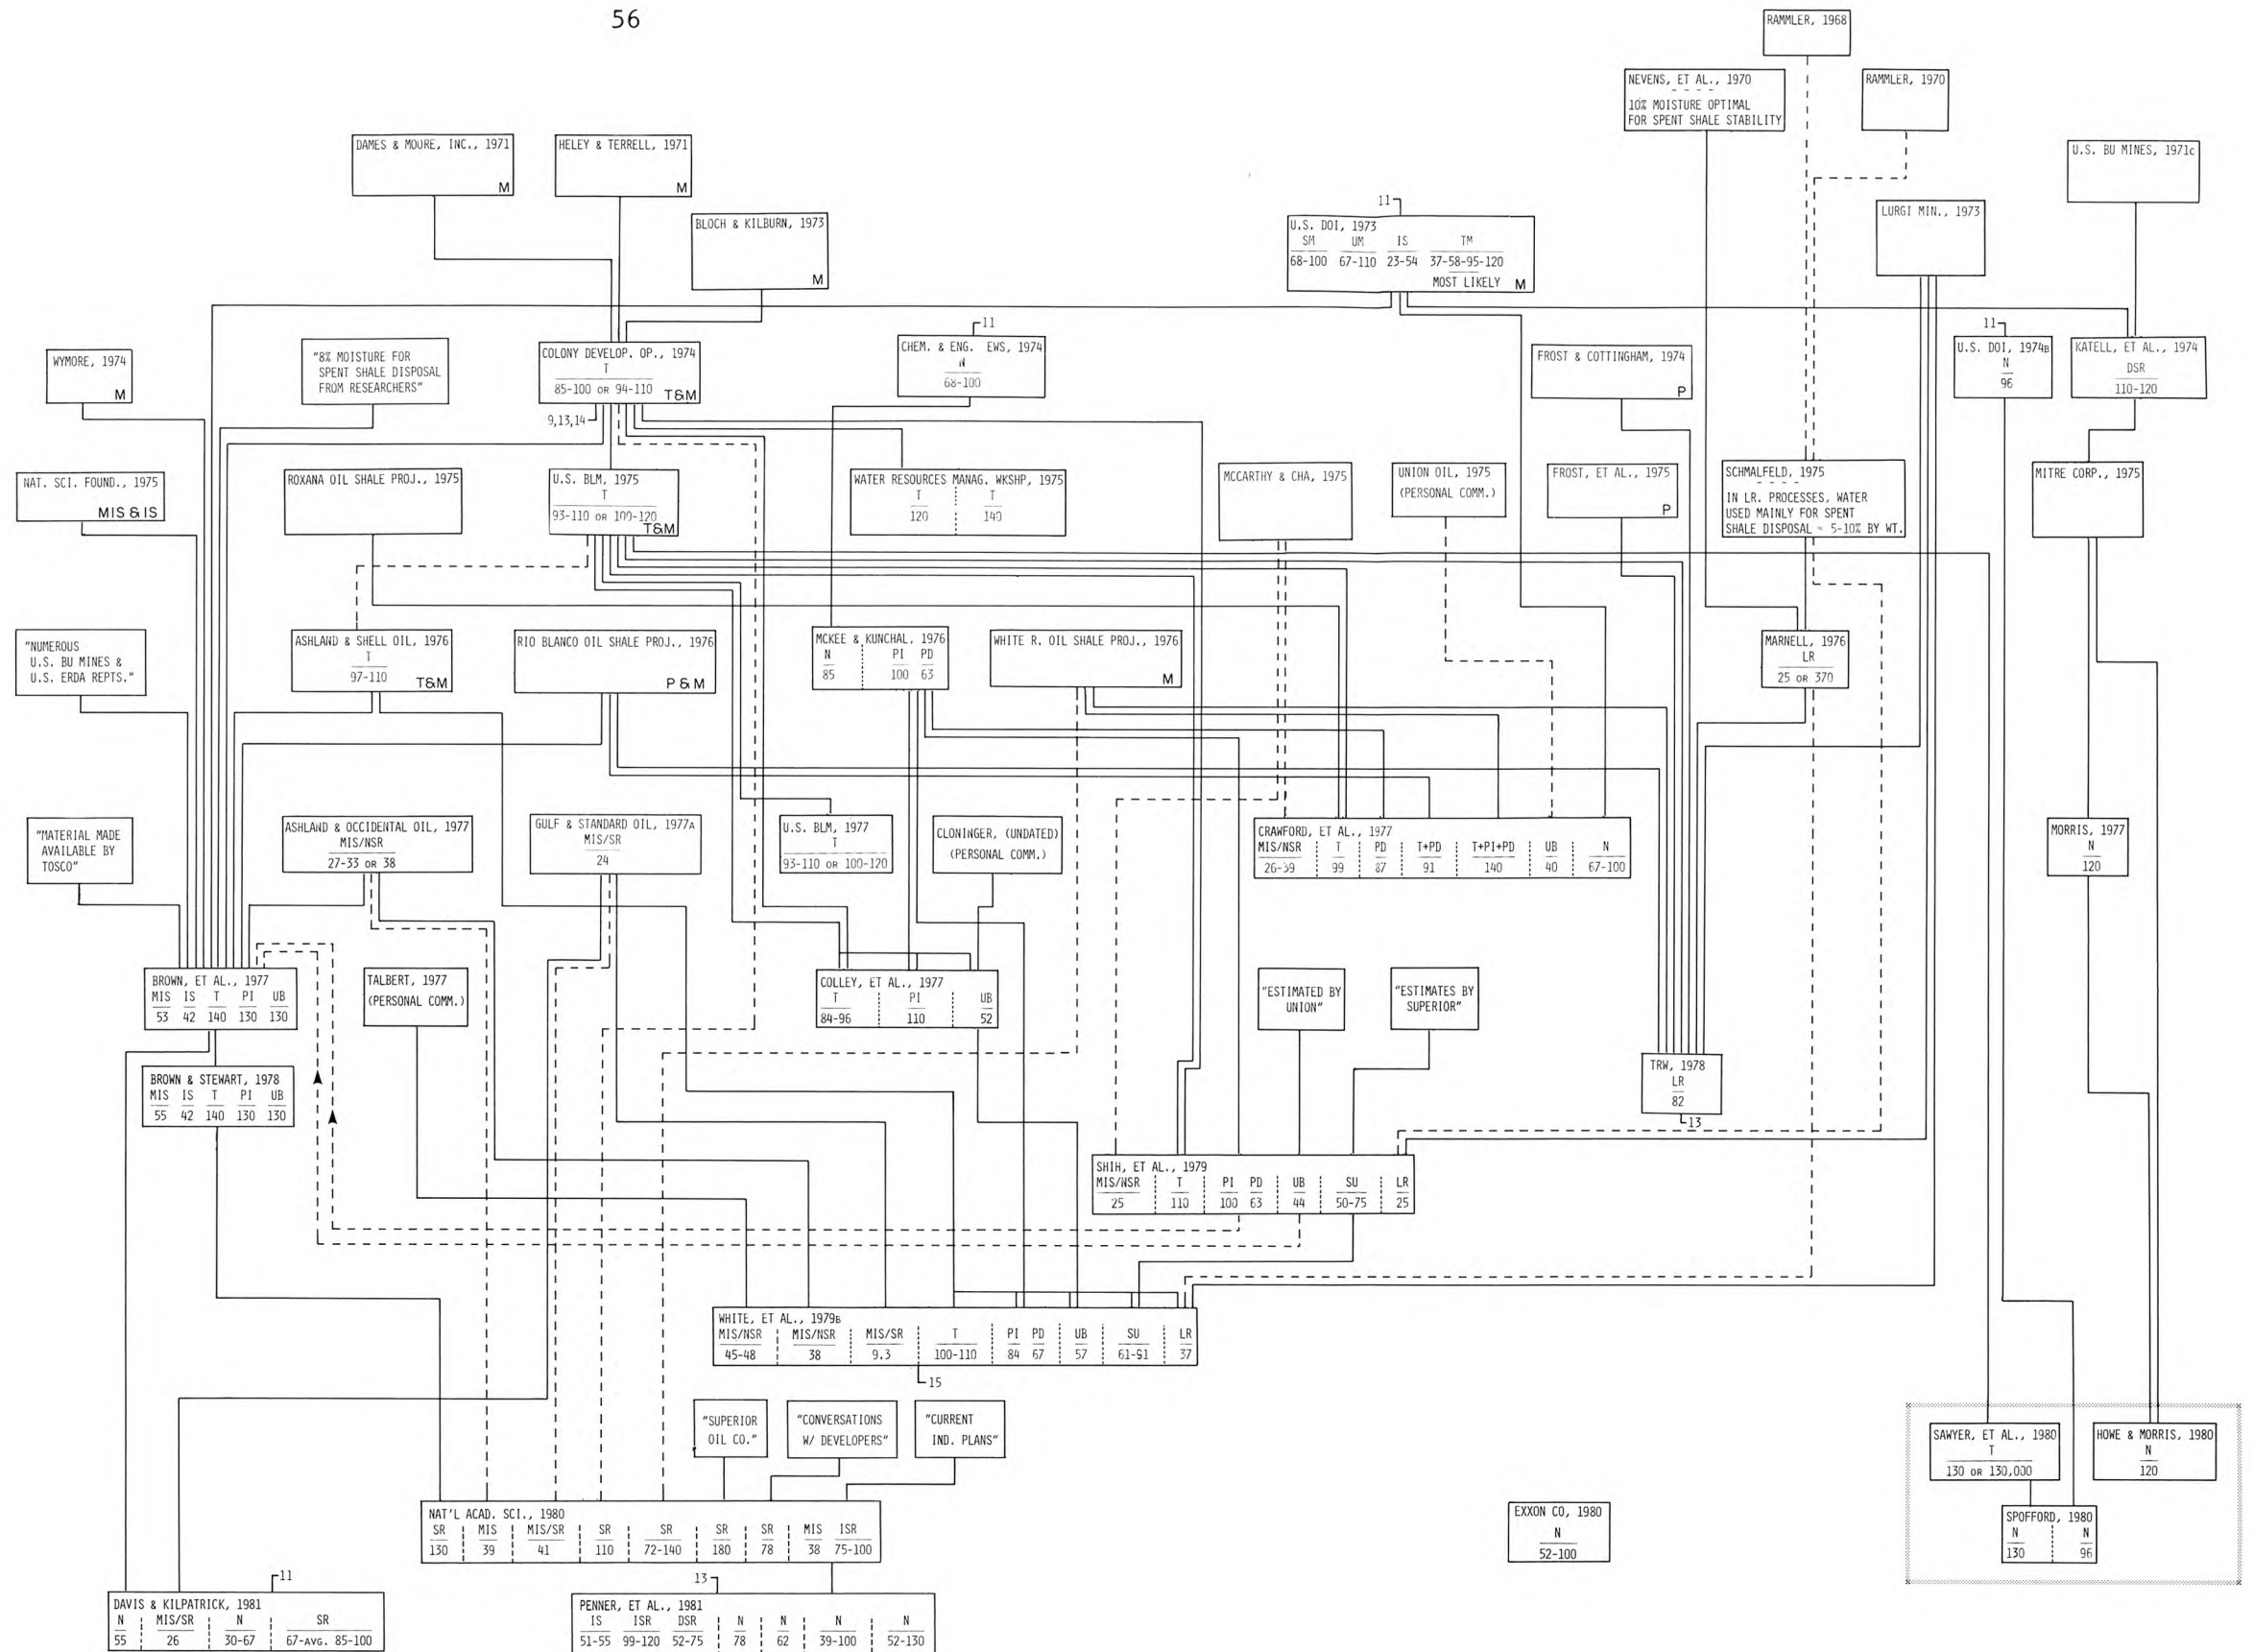 56
RAMMLER, 1968
NEVENS, ET AL., 1970
10% MOISTURE OPTIMAL
FOR SPENT SHALE STABILITY
RAMMLER, 1970
DAMES & MOORE, INC., 1971
M
HELEY & TERRELL, 1971
M
U.S. BU MINES, 1971c
BLOCH & KILBURN, 1973
M
11
U.S. DOI, 1973
SM UM IS TM
68-100 67-110 23-54 37-58-95-120
MOST LIKELY M
LURGI MIN., 1973
WYMORE, 1974
M
"8% MOISTURE FOR
SPENT SHALE DISPOSAL
FROM RESEARCHERS"
COLONY DEVELOP. OP., 1974
T
85-100 OR 94-110 T&M
9,13,14
11
CHEM. & ENG. EWS, 1974
N
68-100
FROST & COTTINGHAM, 1974
P
11
U.S. DOI, 1974B
N
96
KATELL, ET AL., 1974
DSR
110-120
NAT. SCI. FOUND., 1975
MIS & IS
ROXANA OIL SHALE PROJ., 1975
U.S. BLM, 1975
T
93-110 OR 100-120
T&M
WATER RESOURCES MANAG. WKSHP, 1975
T T
120 140
MCCARTHY & CHA, 1975
UNION OIL, 1975
(PERSONAL COMM.)
FROST, ET AL., 1975
P
SCHMALFELD, 1975
IN LR. PROCESSES, WATER
USED MAINLY FOR SPENT
SHALE DISPOSAL = 5-10% BY WT.
MITRE CORP., 1975
"NUMEROUS
U.S. BU MINES &
U.S. ERDA REPTS."
ASHLAND & SHELL OIL, 1976
T
97-110 T&M
RIO BLANCO OIL SHALE PROJ., 1976
P & M
MCKEE & KUNCHAL, 1976
N PI PD
85 100 63
WHITE R. OIL SHALE PROJ., 1976
M
MARNELL, 1976
LR
25 OR 370
"MATERIAL MADE
AVAILABLE BY
TOSCO"
ASHLAND & OCCIDENTAL OIL, 1977
MIS/NSR
27-33 OR 38
GULF & STANDARD OIL, 1977A
MIS/SR
24
U.S. BLM, 1977
T
93-110 OR 100-120
CLONINGER, (UNDATED)
(PERSONAL COMM.)
CRAWFORD, ET AL., 1977
MIS/NSR T PD T+PD T+PI+PD UB N
26-39 99 87 91 140 40 67-100
MORRIS, 1977
N
120
BROWN, ET AL., 1977
MIS IS T PI UB
53 42 140 130 130
TALBERT, 1977
(PERSONAL COMM.)
COLLEY, ET AL., 1977
T PI UB
84-96 110 52
"ESTIMATED BY
UNION"
"ESTIMATES BY
SUPERIOR"
BROWN & STEWART, 1978
MIS IS T PI UB
55 42 140 130 130
TRW, 1978
LR
82
13
SHIH, ET AL., 1979
MIS/NSR T PI PD UB SU LR
25 110 100 63 44 50-75 25
WHITE, ET AL., 1979B
MIS/NSR MIS/NSR MIS/SR T PI PD UB SU LR
45-48 38 9.3 100-110 84 67 57 61-91 37
15
"SUPERIOR
OIL CO."
"CONVERSATIONS
W/ DEVELOPERS"
"CURRENT
IND. PLANS"
SAWYER, ET AL., 1980
T
130 OR 130,000
HOWE & MORRIS, 1980
N
120
NAT'L ACAD. SCI., 1980
SR MIS MIS/SR SR SR SR SR MIS ISR
130 39 41 110 72-140 180 78 38 75-100
EXXON CO, 1980
N
52-100
SPOFFORD, 1980
N N
130 96
11
DAVIS & KILPATRICK, 1981
N MIS/SR N SR
55 26 30-67 67-AVG. 85-100
13
PENNER, ET AL., 1981
IS ISR DSR N N N N
51-55 99-120 52-75 78 62 39-100 52-130